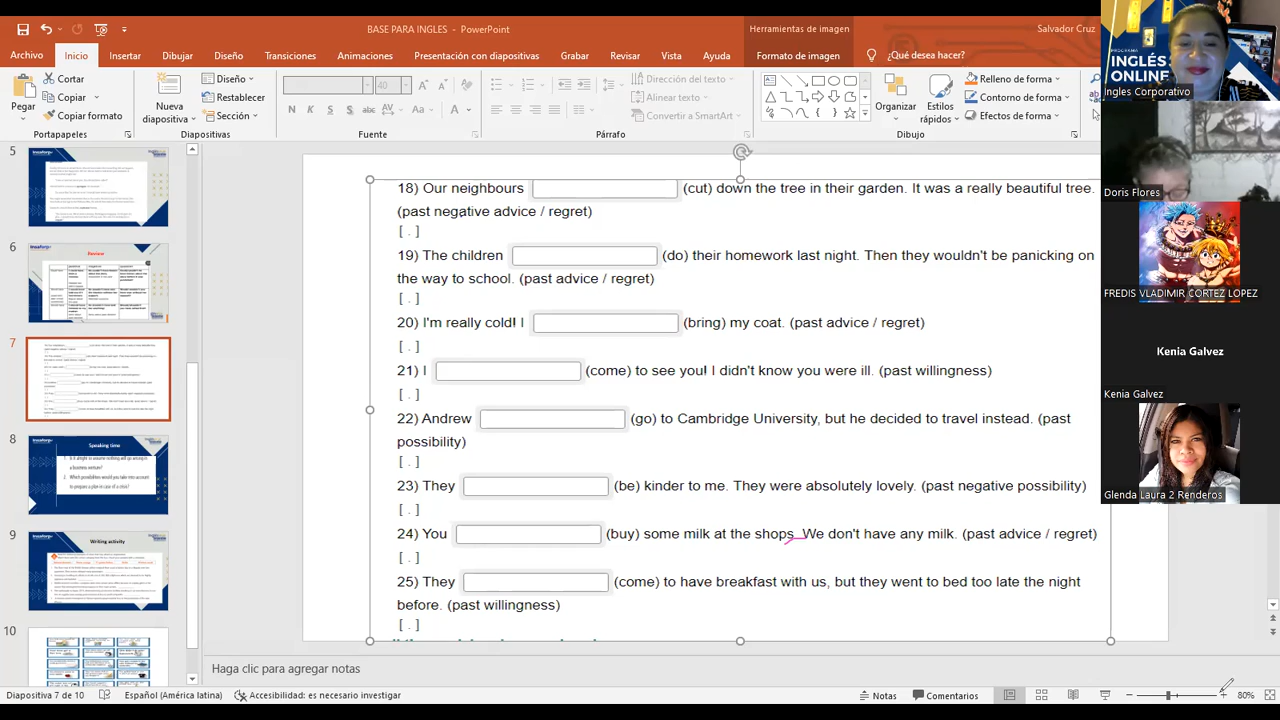 BASE PARA INGLES - PowerPoint
Herramientas de imagen
Salvador Cruz
Archivo Inicio Insertar Dibujar Diseño Transiciones Animaciones Presentación con diapositivas Grabar Revisar Vista Ayuda Formato de imagen ¿Qué desea hacer?
Pegar
Cortar
Copiar
Copiar formato
Portapapeles
Nueva
diapositiva
Diseño
Restablecer
Sección
Diapositivas
40
N K S S abc AV Aa A
Fuente
Dirección del texto
Alinear texto
Convertir a SmartArt
Párrafo
Organizar
Estilos
rápidos
Relleno de forma
Contorno de forma
Efectos de forma
Dibujo
5
6
Review
7
8
Speaking time
9
Writing activity
10
18) Our neighbours (cut) down the tree in their garden. It was a really beautiful tree.
(past negative advice / regret)
[ . ]
19) The children (do) their homework last night. Then they wouldn't be panicking on
the way to school. (past advice / regret)
[ . ]
20) I'm really cold! I (bring) my coat. (past advice / regret)
[ . ]
21) I (come) to see you! I didn't know you were ill. (past willingness)
[ . ]
22) Andrew (go) to Cambridge University, but he decided to travel instead. (past
possibility)
[ . ]
23) They (be) kinder to me. They were absolutely lovely. (past negative possibility)
[ . ]
24) You (buy) some milk at the shops. We don't have any milk. (past advice / regret)
[ . ]
25) They (come) to have breakfast with us, but they went to bed too late the night
before. (past willingness)
[ . ]
Haga clic para agregar notas
Diapositiva 7 de 10 Español (América latina) Accesibilidad: es necesario investigar Notas Comentarios 80%
PROGRAMA
INGLÉS
ONLINE
Ingles Corporativo
Doris Flores
FREDIS VLADIMIR CORTEZ LOPEZ
Kenia Galvez
Kenia Galvez
Glenda Laura 2 Renderos